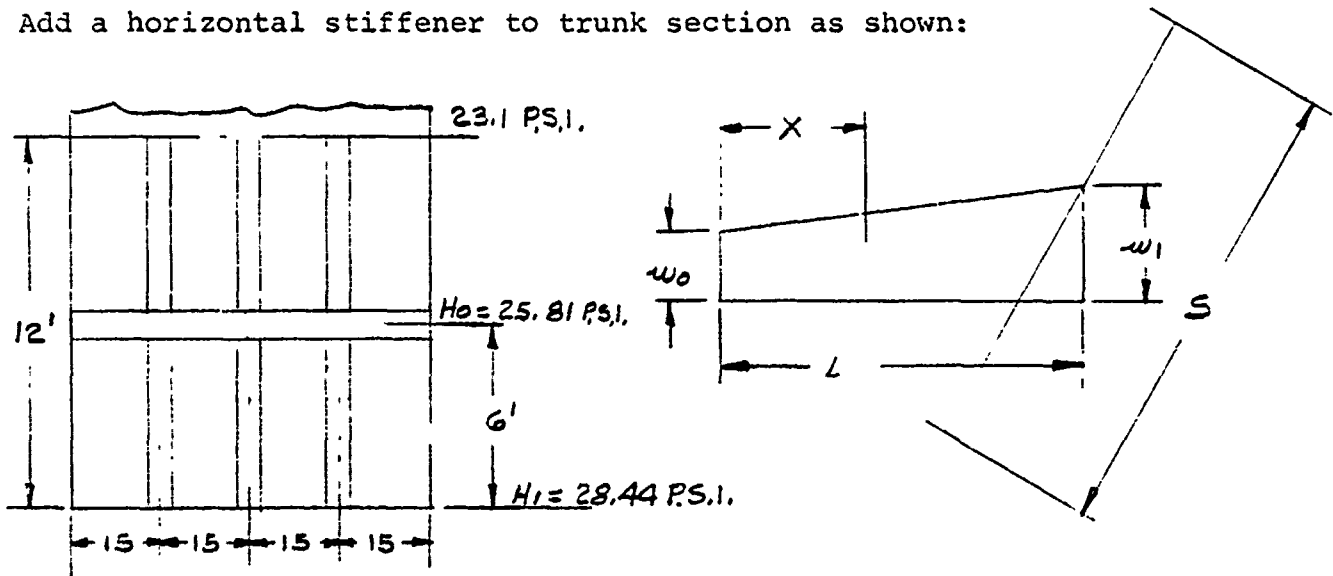 Add a horizontal stiffener to trunk section as shown:
23.1 P.S.I.
X
12'
H0 = 25.81 P.S.I.
w0
w1
S
L
6'
H1 = 28.44 P.S.I.
15 15 15 15